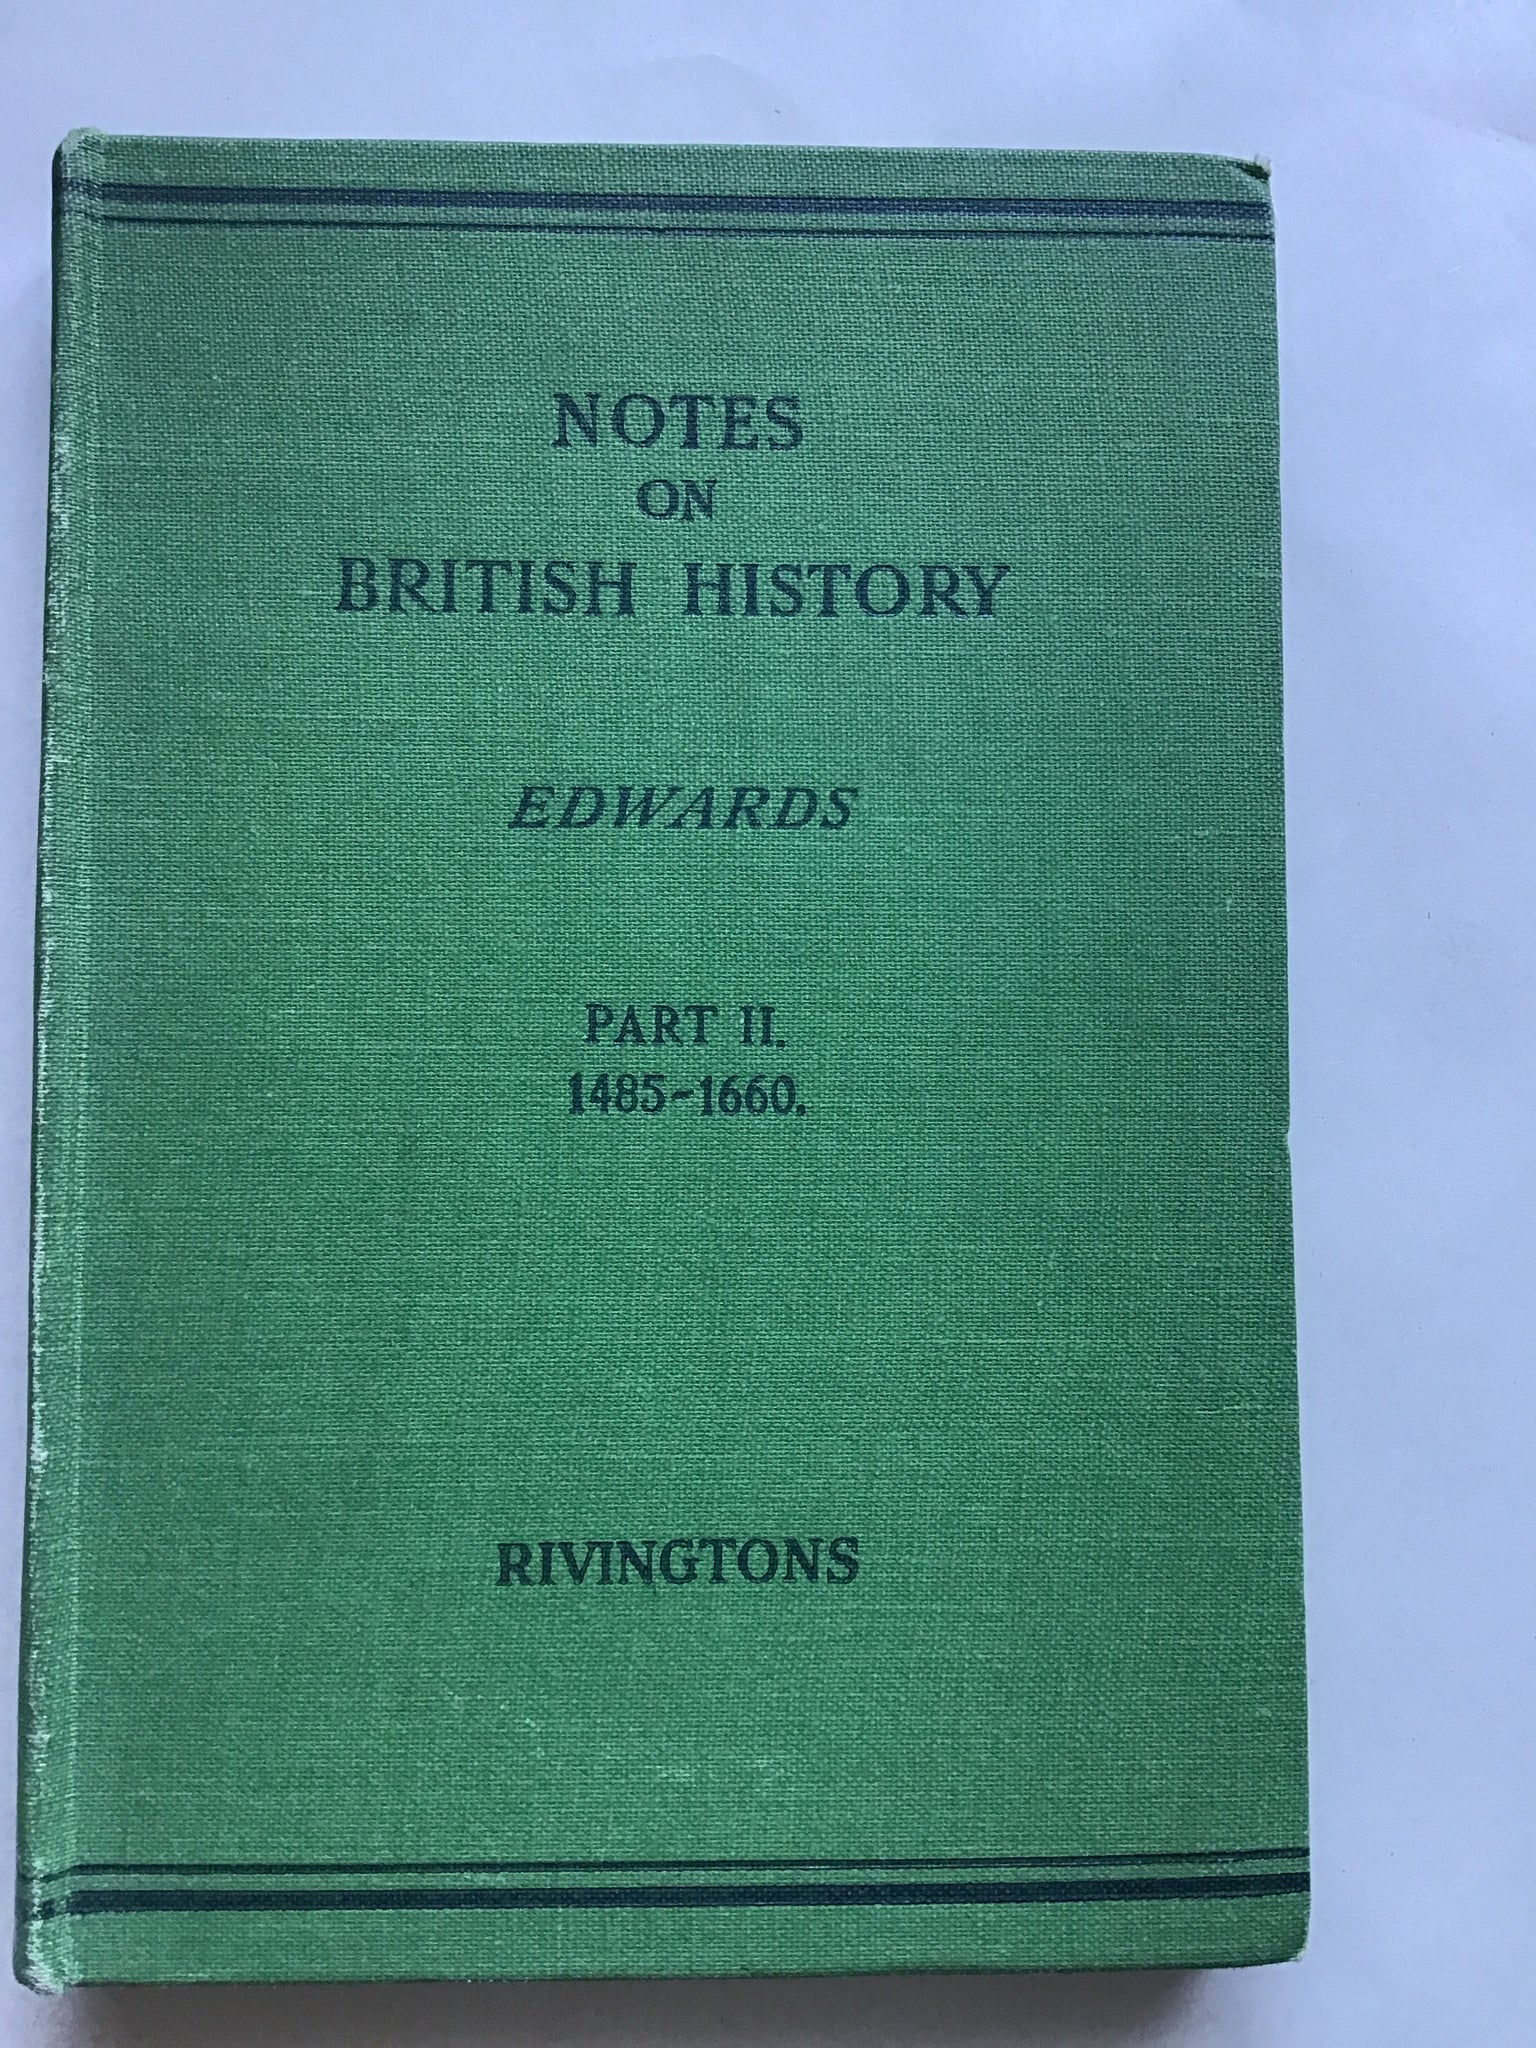 NOTES
ON
BRITISH HISTORY
EDWARDS
PART II.
1485-1660.
RIVINGTONS